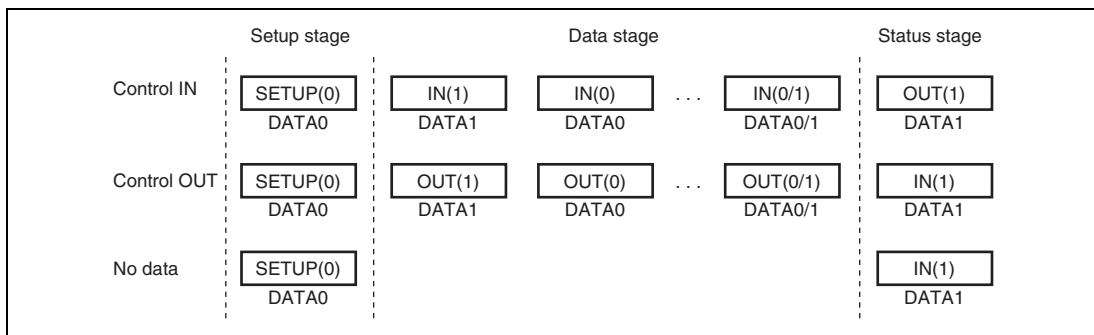 Setup stage Data stage Status stage
Control IN SETUP(0) IN(1) IN(0) . . . IN(0/1) OUT(1)
DATA0 DATA1 DATA0 DATA0/1 DATA1
Control OUT SETUP(0) OUT(1) OUT(0) . . . OUT(0/1) IN(1)
DATA0 DATA1 DATA0 DATA0/1 DATA1
No data SETUP(0) IN(1)
DATA0 DATA1